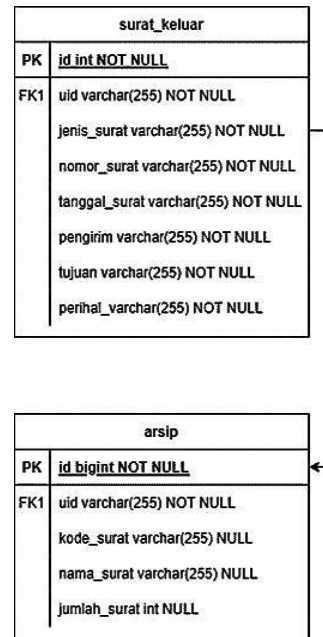 surat_keluar
PK id int NOT NULL
FK1 uid varchar(255) NOT NULL
jenis_surat varchar(255) NOT NULL
nomor_surat varchar(255) NOT NULL
tanggal_surat varchar(255) NOT NULL
pengirim varchar(255) NOT NULL
tujuan varchar(255) NOT NULL
perihal_varchar(255) NOT NULL
arsip
PK id bigint NOT NULL
FK1 uid varchar(255) NOT NULL
kode_surat varchar(255) NULL
nama_surat varchar(255) NULL
jumlah_surat int NULL